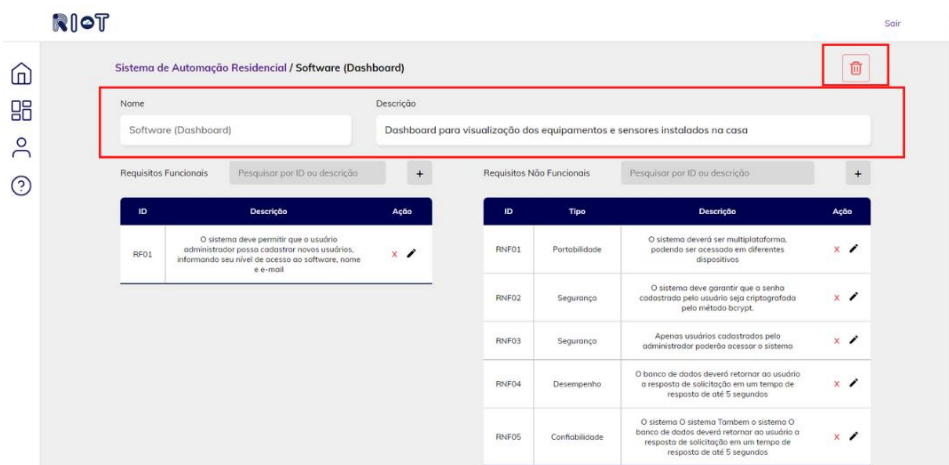 RIOT
Sair
Sistema de Automação Residencial / Software (Dashboard)
Nome
Descrição
Software (Dashboard)
Dashboard para visualização dos equipamentos e sensores instalados na casa
Requisitos Funcionais
Pesquisar por ID ou descrição
+
ID
Descrição
Ação
RF01
O sistema deve permitir que o usuário
administrador possa cadastrar novos usuários,
informando seu nível de acesso ao software, nome
e e-mail
X
Requisitos Não Funcionais
Pesquisar por ID ou descrição
+
ID
Tipo
Descrição
Ação
RNF01
Portabilidade
O sistema deverá ser multiplataforma,
podendo ser acessado em diferentes
dispositivos
X
RNF02
Segurança
O sistema deve garantir que a senha
cadastrada pelo usuário seja criptografada
pelo método bcrypt.
X
RNF03
Segurança
Apenas usuários cadastrados pelo
administrador poderão acessar o sistema
X
RNF04
Desempenho
O banco de dados deverá retornar ao usuário
a resposta de solicitação em um tempo de
resposta de até 5 segundos
X
RNF05
Confiabilidade
O sistema O sistema Tambem o sistema O
banco de dados deverá retornar ao usuário a
resposta de solicitação em um tempo de
resposta de até 5 segundos
X